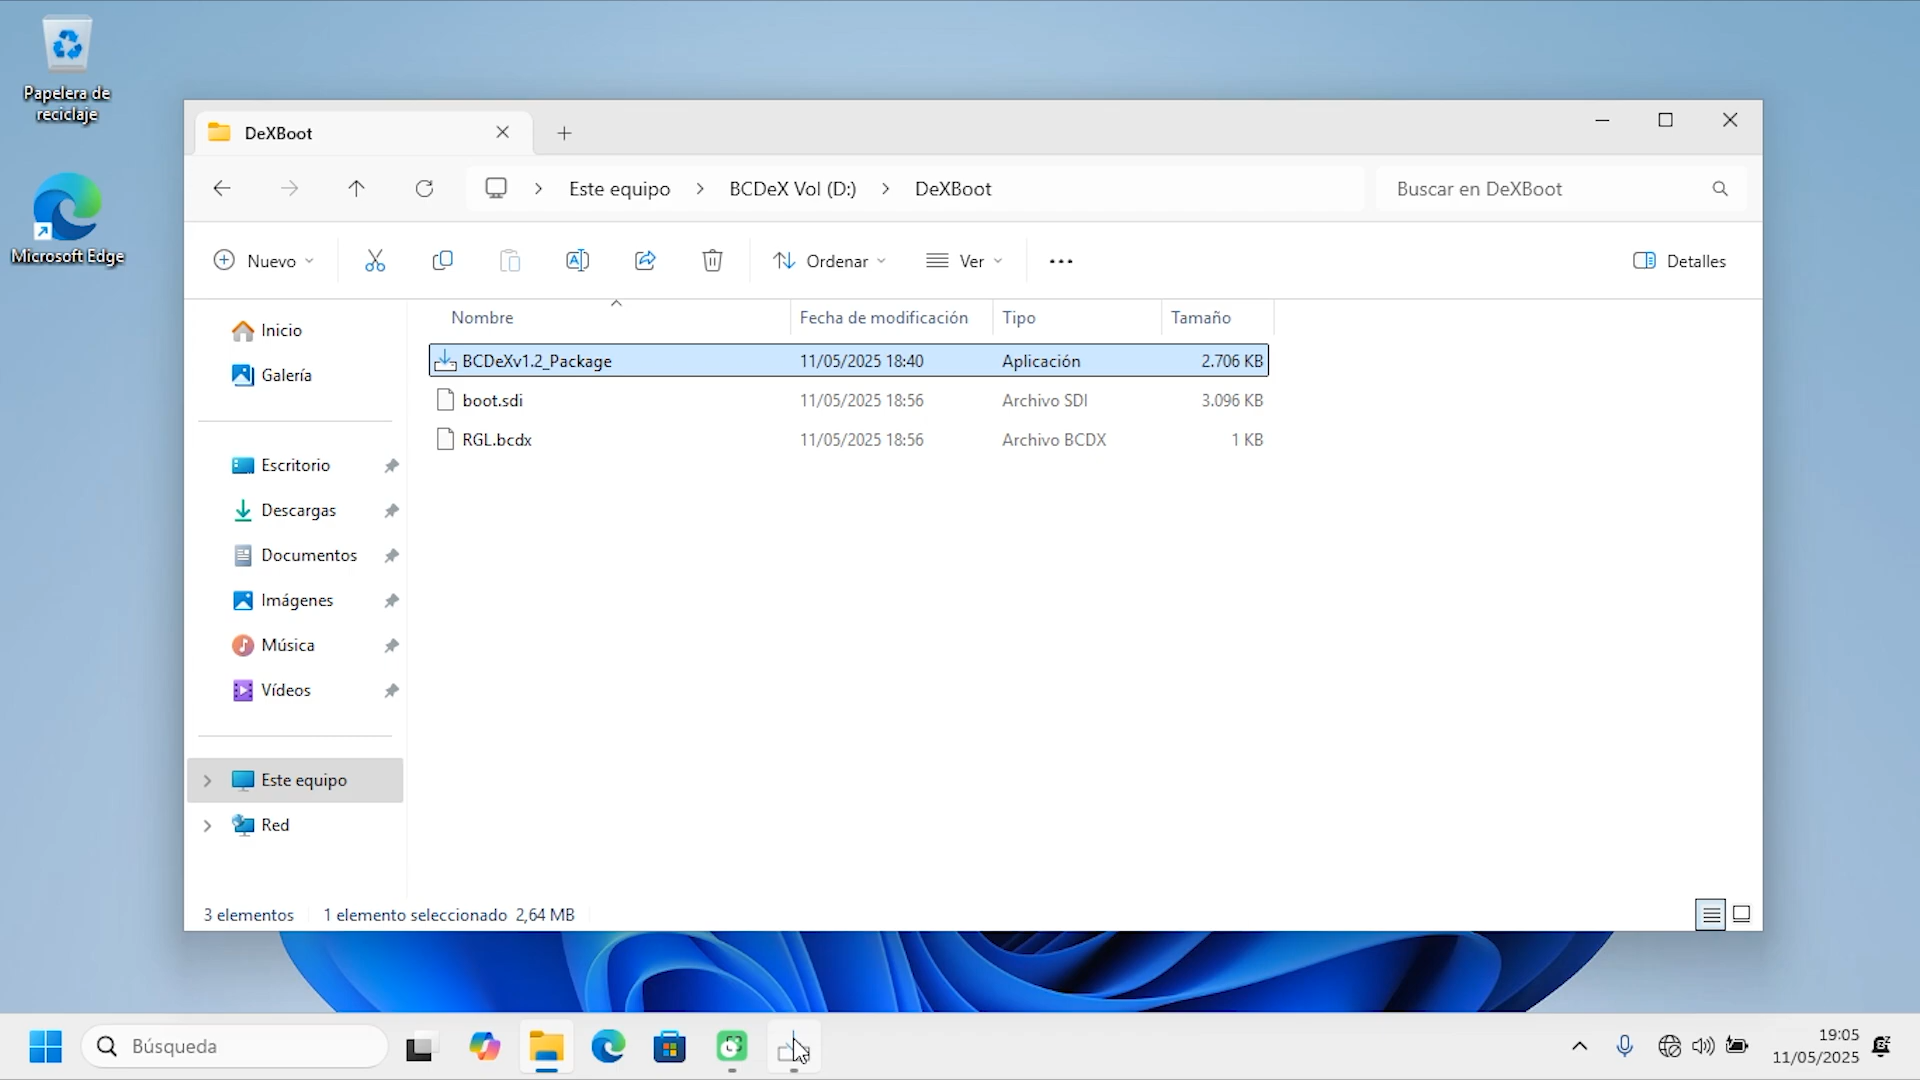 Papelera de
reciclaje
Microsoft Edge
DeXBoot
Este equipo
BCDeX Vol (D:)
DeXBoot
Buscar en DeXBoot
Nuevo
Ordenar
Ver
Detalles
Nombre
Fecha de modificación
Tipo
Tamaño
BCDeXv1.2_Package
11/05/2025 18:40
Aplicación
2.706 KB
boot.sdi
11/05/2025 18:56
Archivo SDI
3.096 KB
RGL.bcdx
11/05/2025 18:56
Archivo BCDX
1 KB
Inicio
Galería
Escritorio
Descargas
Documentos
Imágenes
Música
Vídeos
Este equipo
Red
3 elementos
1 elemento seleccionado 2,64 MB
Búsqueda
19:05
11/05/2025